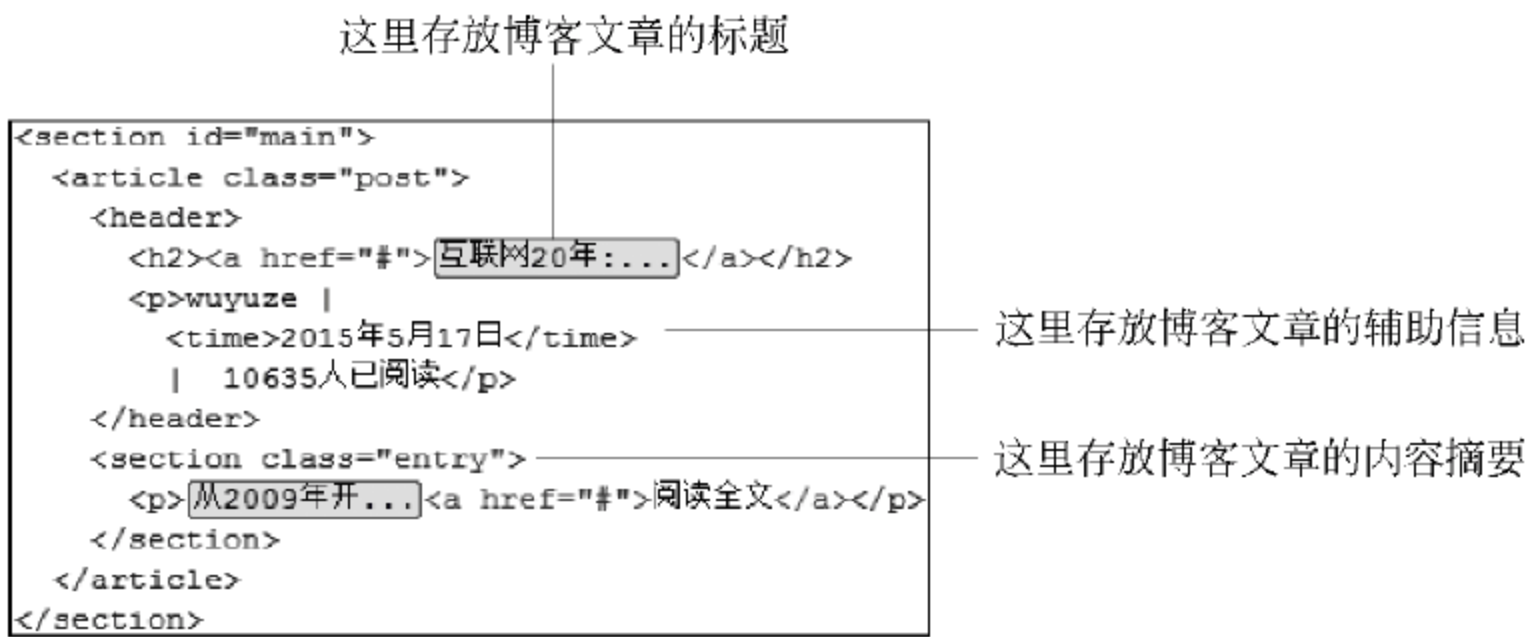 这里存放博客文章的标题
<section id="main">
<article class="post">
<header>
<h2><a href="#">互联网20年:...</a></h2>
<p>wuyuze |
<time>2015年5月17日</time>
这里存放博客文章的辅助信息
| 10635人已阅读</p>
</header>
<section class="entry">
这里存放博客文章的内容摘要
<p>从2009年开...<a href="#">阅读全文</a></p>
</section>
</article>
</section>